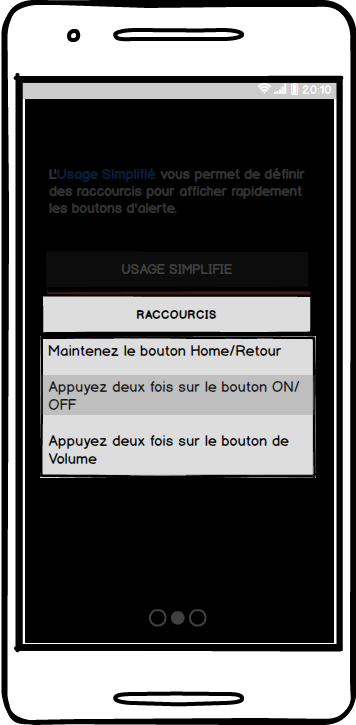 20:10
L'Usage Simplifié vous permet de définir
des raccourcis pour afficher rapidement
les boutons d'alerte.
USAGE SIMPLIFIE
RACCOURCIS
Maintenez le bouton Home/Retour
Appuyez deux fois sur le bouton ON/
OFF
Appuyez deux fois sur le bouton de
Volume